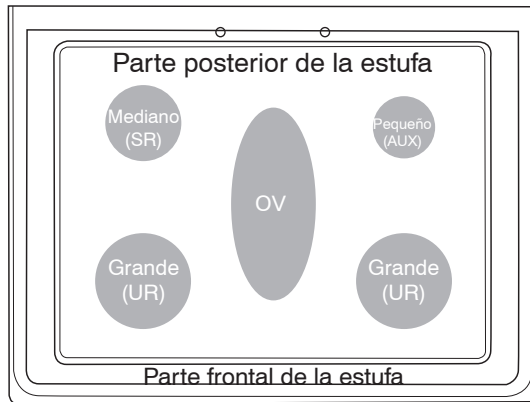 Parte posterior de la estufa
Mediano
(SR)
Pequeño
(AUX)
OV
Grande
(UR)
Grande
(UR)
Parte frontal de la estufa